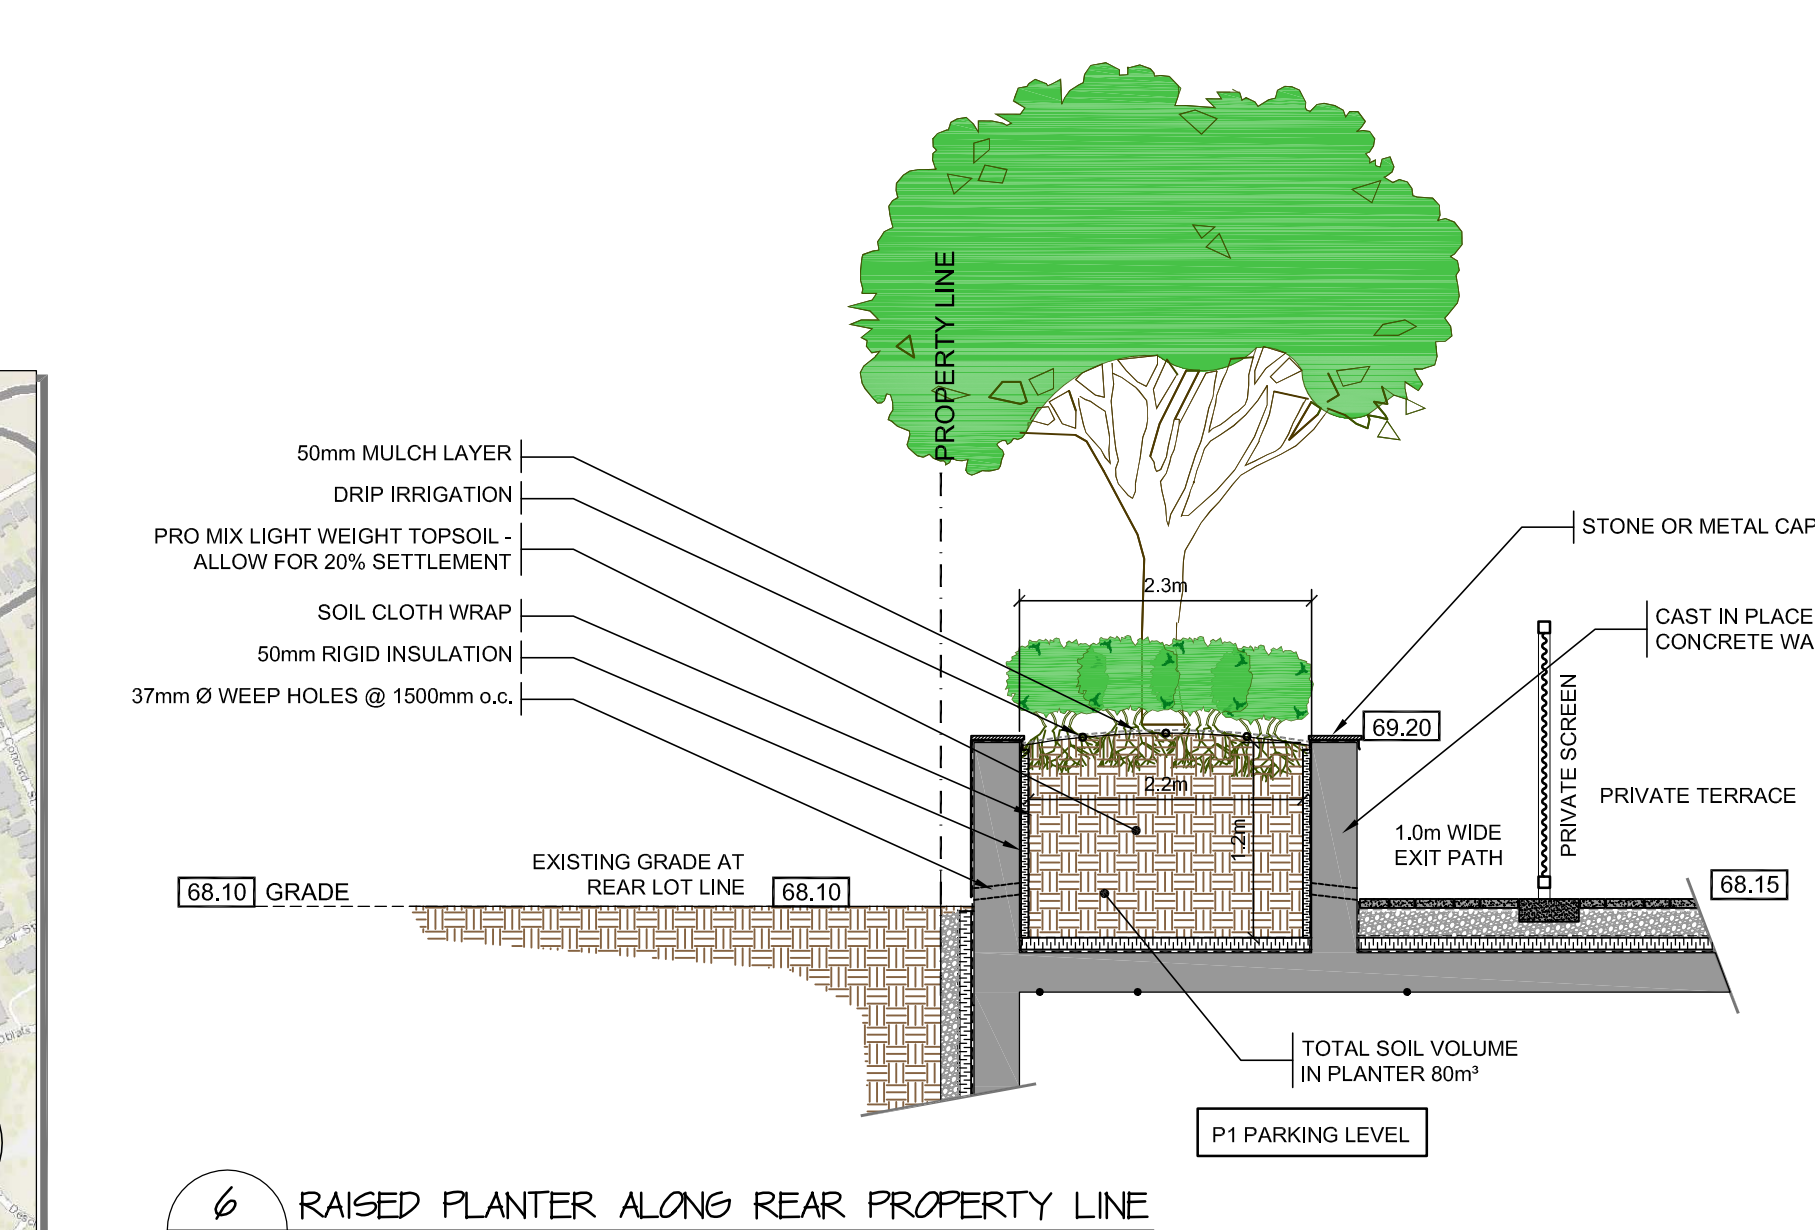 PROPERTY LINE
50mm MULCH LAYER
DRIP IRRIGATION
PRO MIX LIGHT WEIGHT TOPSOIL -
ALLOW FOR 20% SETTLEMENT
SOIL CLOTH WRAP
50mm RIGID INSULATION
37mm Ø WEEP HOLES @ 1500mm o.c.
STONE OR METAL CAP
2.3m
CAST IN PLACE
CONCRETE WA
69.20
PRIVATE SCREEN
PRIVATE TERRACE
2.2m
1.2m
1.0m WIDE
EXIT PATH
EXISTING GRADE AT
REAR LOT LINE
68.10 GRADE
68.10
68.15
TOTAL SOIL VOLUME
IN PLANTER 80m³
P1 PARKING LEVEL
6 RAISED PLANTER ALONG REAR PROPERTY LINE
Concord